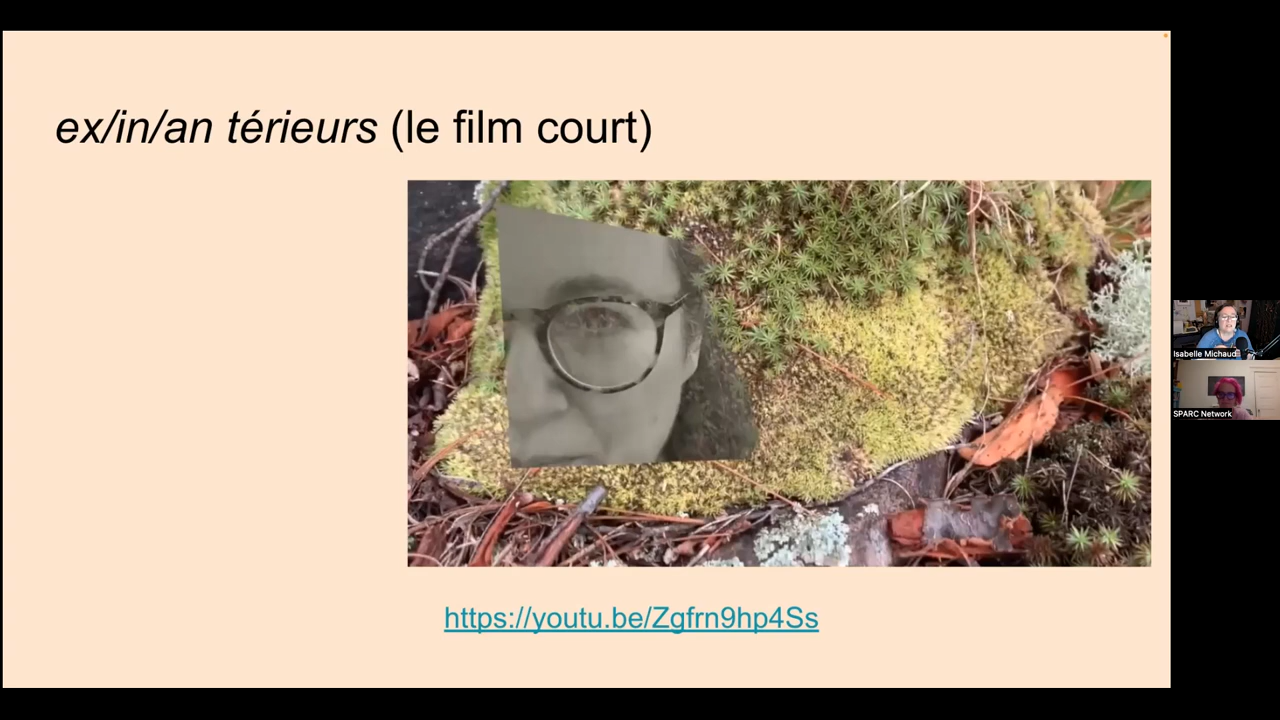 ex/in/an térieurs (le film court)
https://youtu.be/Zgfrn9hp4Ss
Isabelle Michaud
SPARC Network